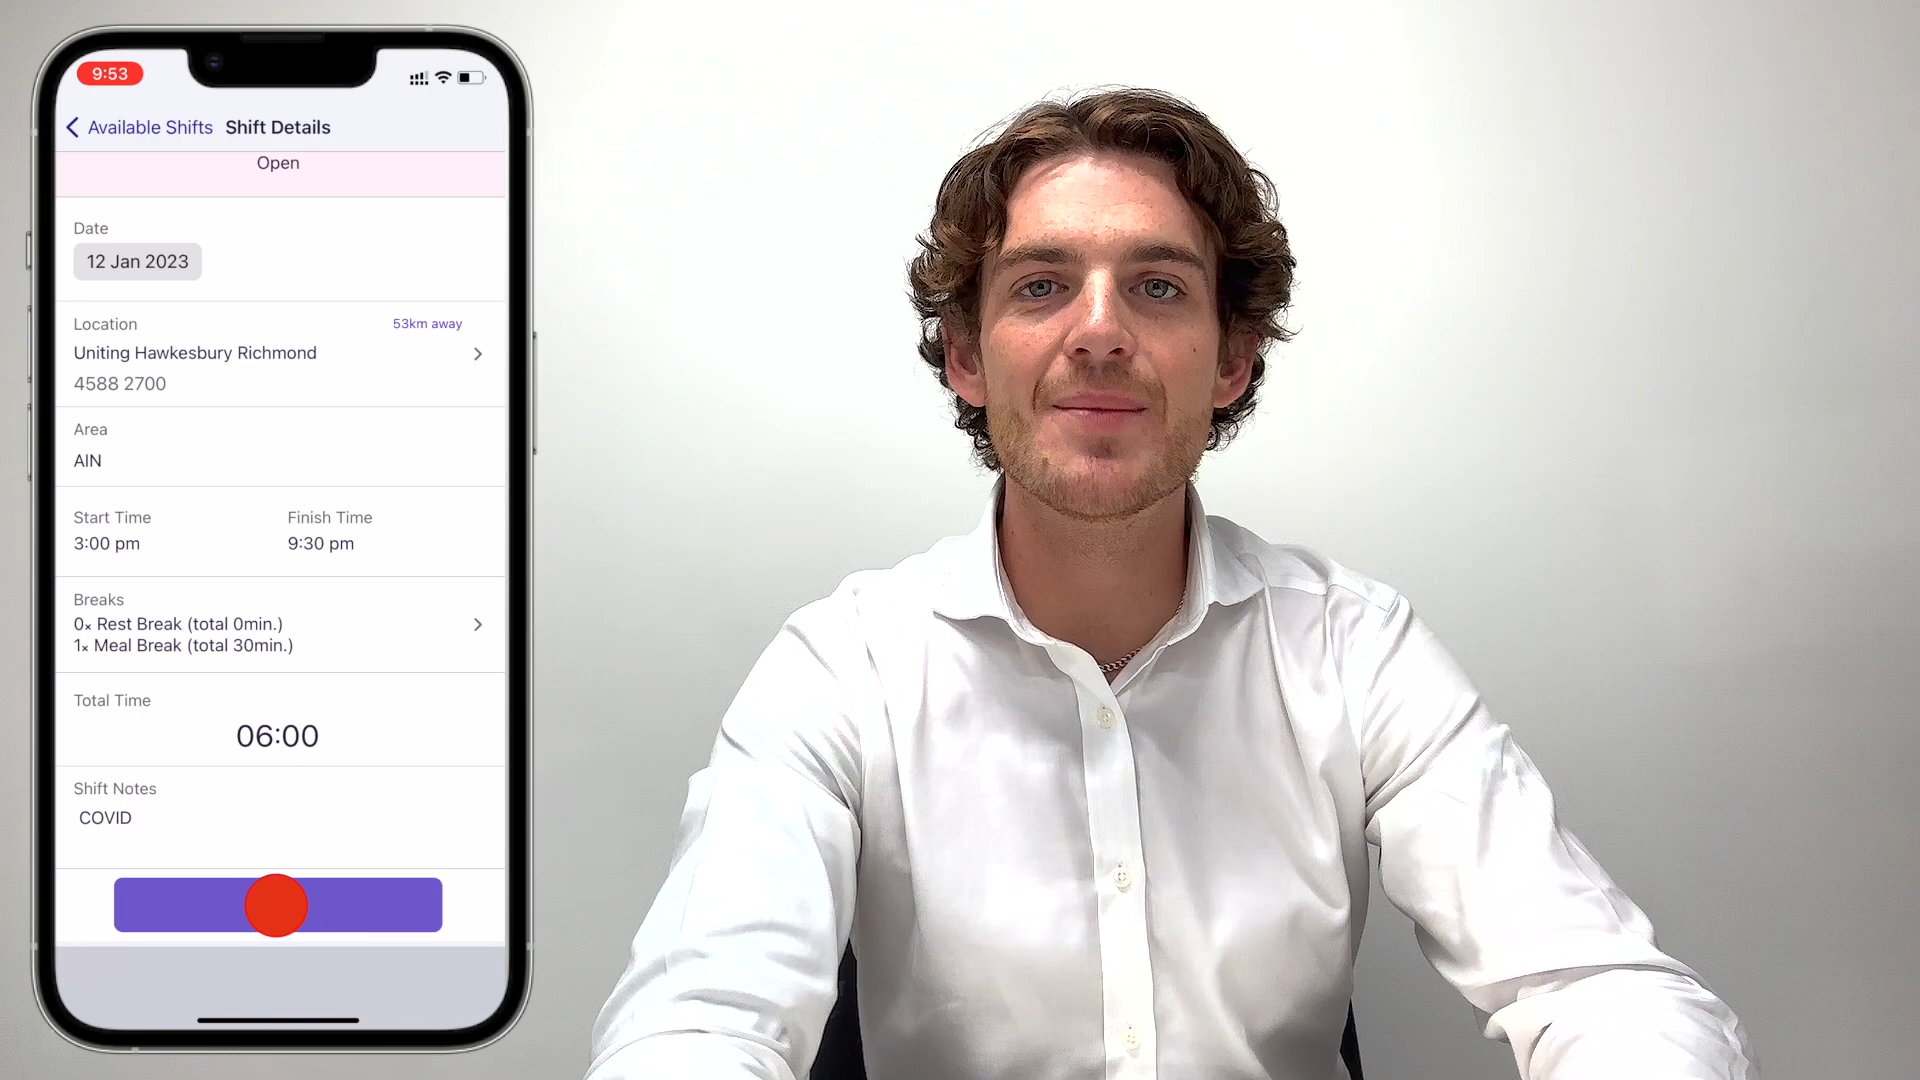 9:53
Available Shifts Shift Details
Open
Date
12 Jan 2023
Location 53km away
Uniting Hawkesbury Richmond
4588 2700
Area
AIN
Start Time Finish Time
3:00 pm 9:30 pm
Breaks
0x Rest Break (total 0min.)
1x Meal Break (total 30min.)
Total Time
06:00
Shift Notes
COVID